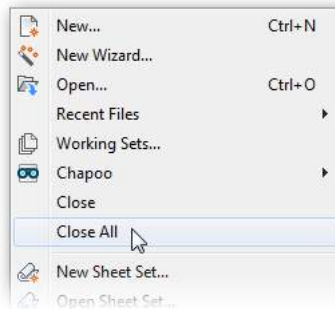 New... Ctrl+N
New Wizard...
Open... Ctrl+O
Recent Files
Working Sets...
Chapoo
Close
Close All
New Sheet Set...
Open Sheet Set...